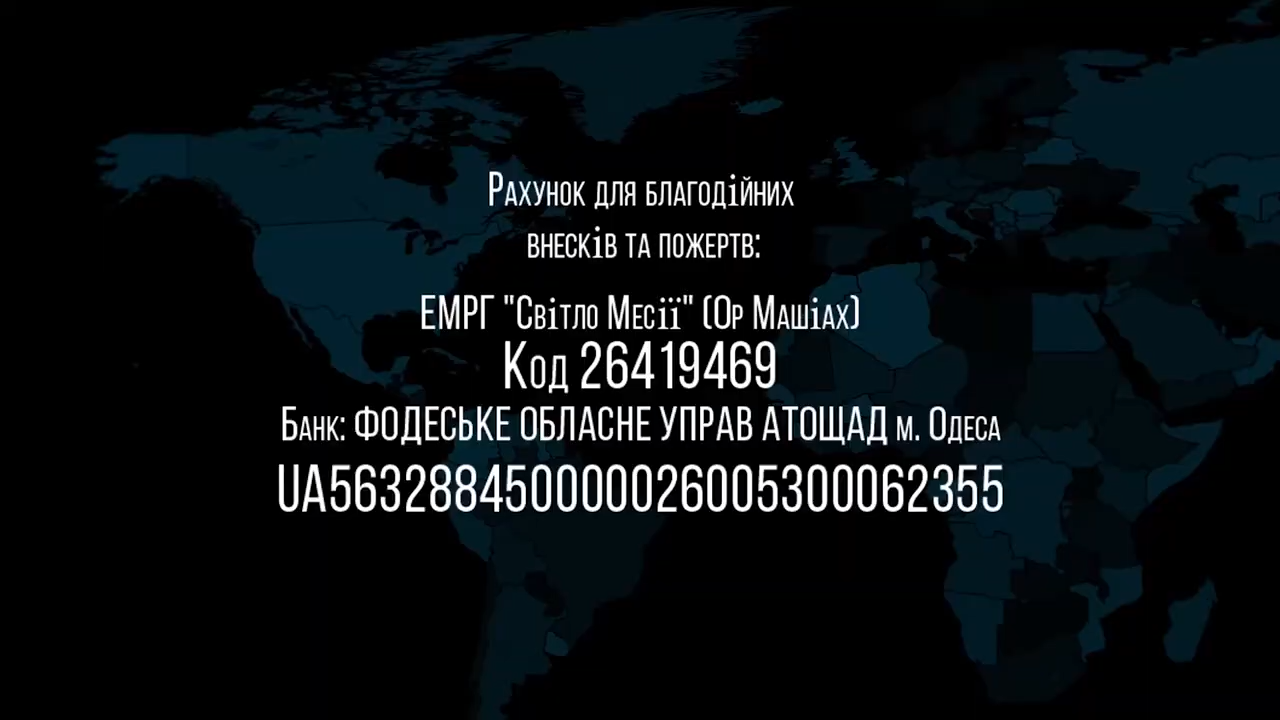 Рахунок для благодійних
внесків та пожертв:
ЕМРГ "Світло Месії" (Ор Машіах)
Код 26419469
Банк: ФОДЕСЬКЕ ОБЛАСНЕ УПРАВ АТОЩАД м. Одеса
UA563288450000026005300062355